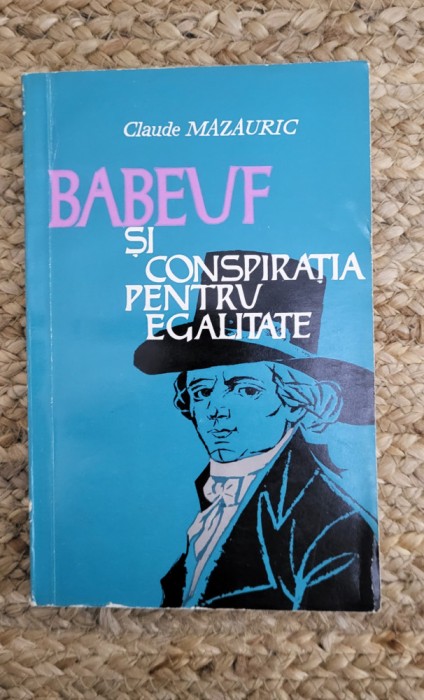 Claude MAZAURIC
BABEUF
ȘI
CONSPIRAȚIA
PENTRU
EGALITATE